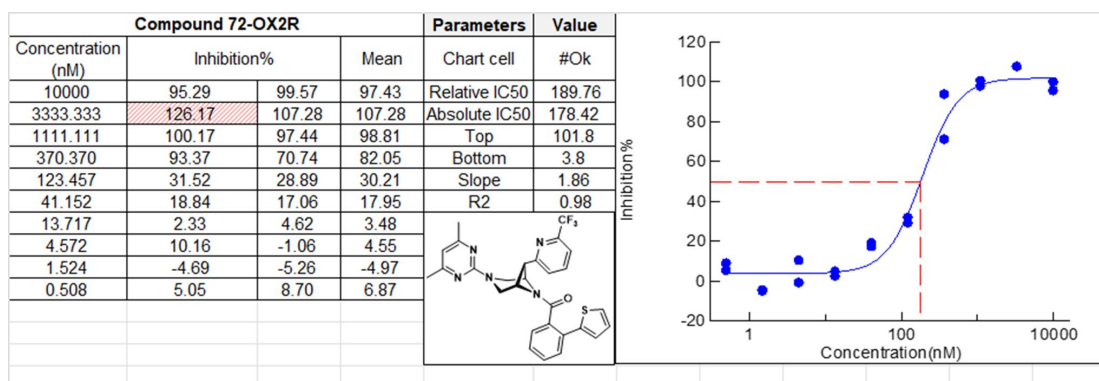 Compound 72-OX2R Parameters Value
Concentration (nM) Inhibition% Mean Chart cell #Ok
10000 95.29 99.57 97.43 Relative IC50 189.76
3333.333 126.17 107.28 107.28 Absolute IC50 178.42
1111.111 100.17 97.44 98.81 Top 101.8
370.370 93.37 70.74 82.05 Bottom 3.8
123.457 31.52 28.89 30.21 Slope 1.86
41.152 18.84 17.06 17.95 R2 0.98
13.717 2.33 4.62 3.48
4.572 10.16 -1.06 4.55
1.524 -4.69 -5.26 -4.97
0.508 5.05 8.70 6.87
CF3
N
N
N
N
N
O
S
120
100
80
60
40
20
0
-20
Inhibition%
1 100 10000
Concentration(nM)